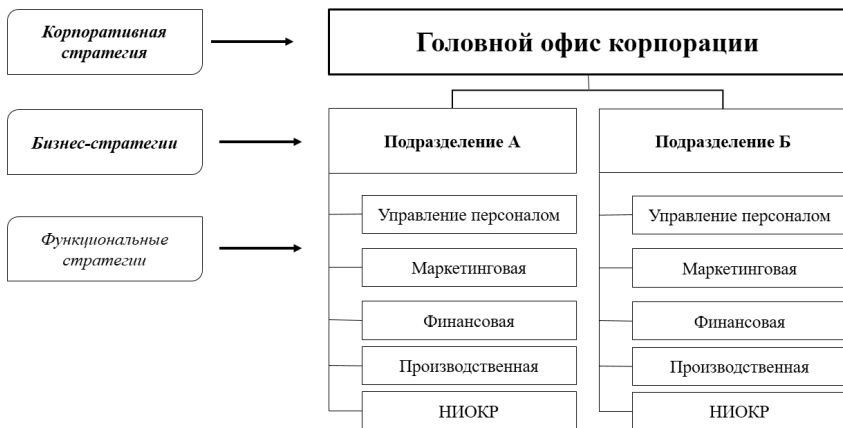 Корпоративная
стратегия
Головной офис корпорации
Бизнес-стратегии
Подразделение А
Подразделение Б
Функциональные
стратегии
Управление персоналом
Маркетинговая
Финансовая
Производственная
НИОКР
Управление персоналом
Маркетинговая
Финансовая
Производственная
НИОКР